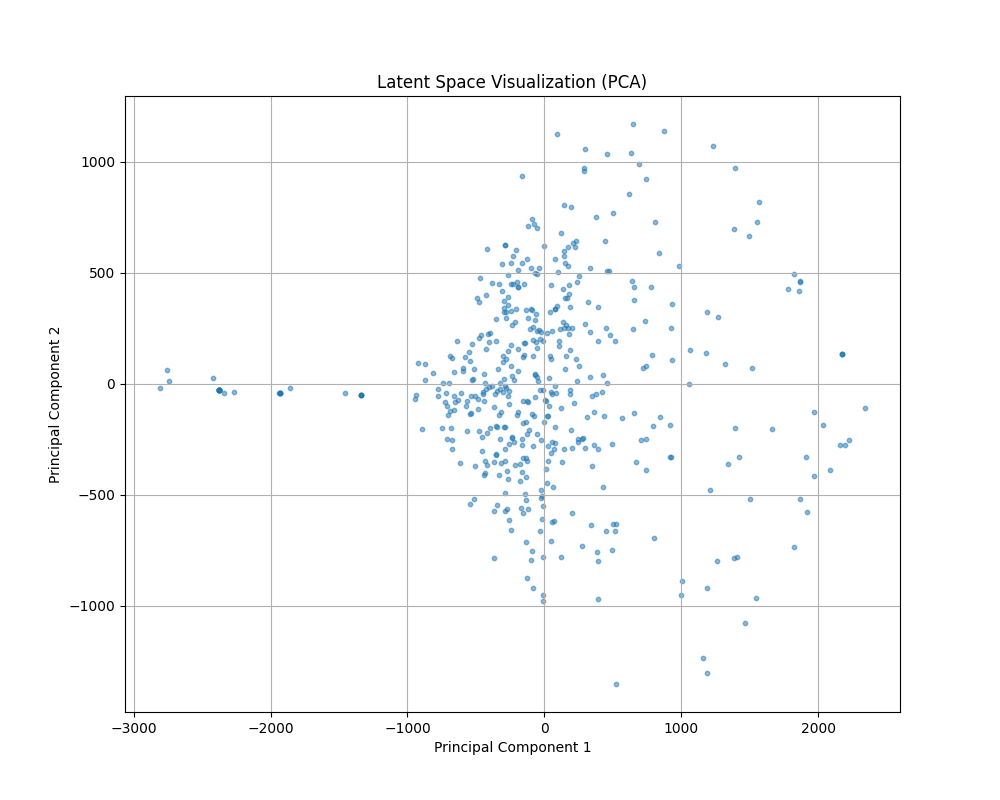 Latent Space Visualization (PCA)
1000
500
0
−500
−1000
Principal Component 2
−3000 −2000 −1000 0 1000 2000
Principal Component 1